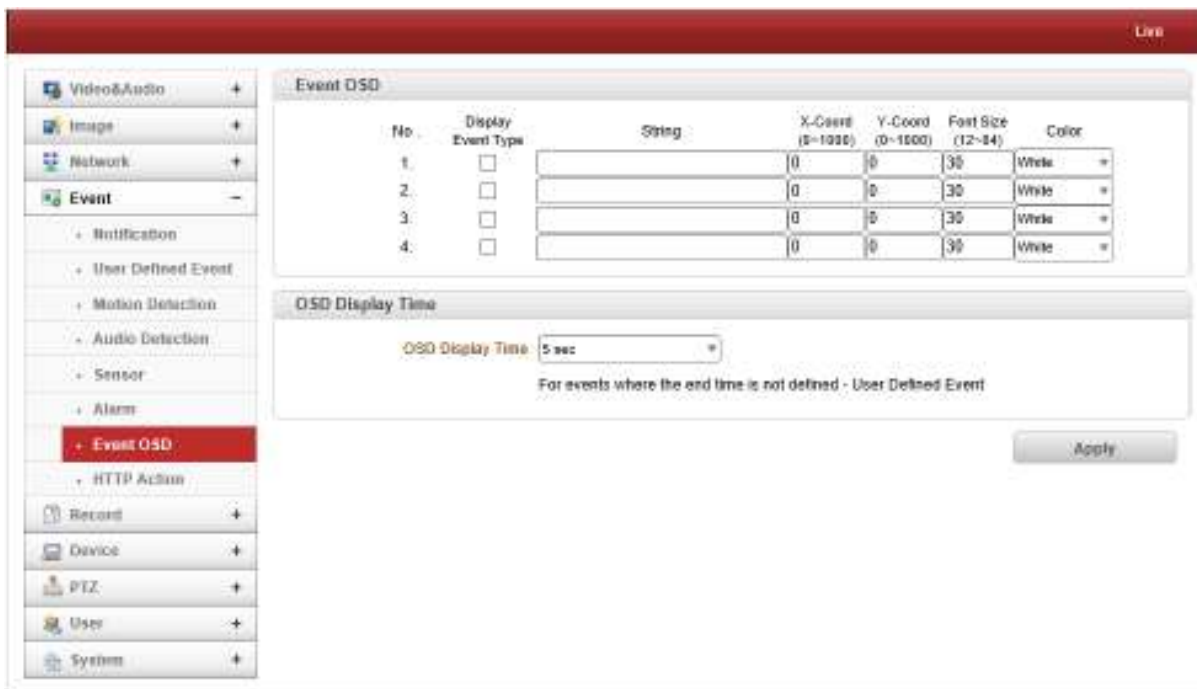 Live
Video&Audio +
Image +
Network +
Event −
Notification
User Defined Event
Motion Detection
Audio Detection
Sensor
Alarm
Event OSD
HTTP Action
Record +
Device +
PTZ +
User +
System +
Event OSD
No. Display Event Type String X-Coord (0~1000) Y-Coord (0~1000) Font Size (12~84) Color
1. 0 0 30 White
2. 0 0 30 White
3. 0 0 30 White
4. 0 0 30 White
OSD Display Time
OSD Display Time 5 sec
For events where the end time is not defined - User Defined Event
Apply